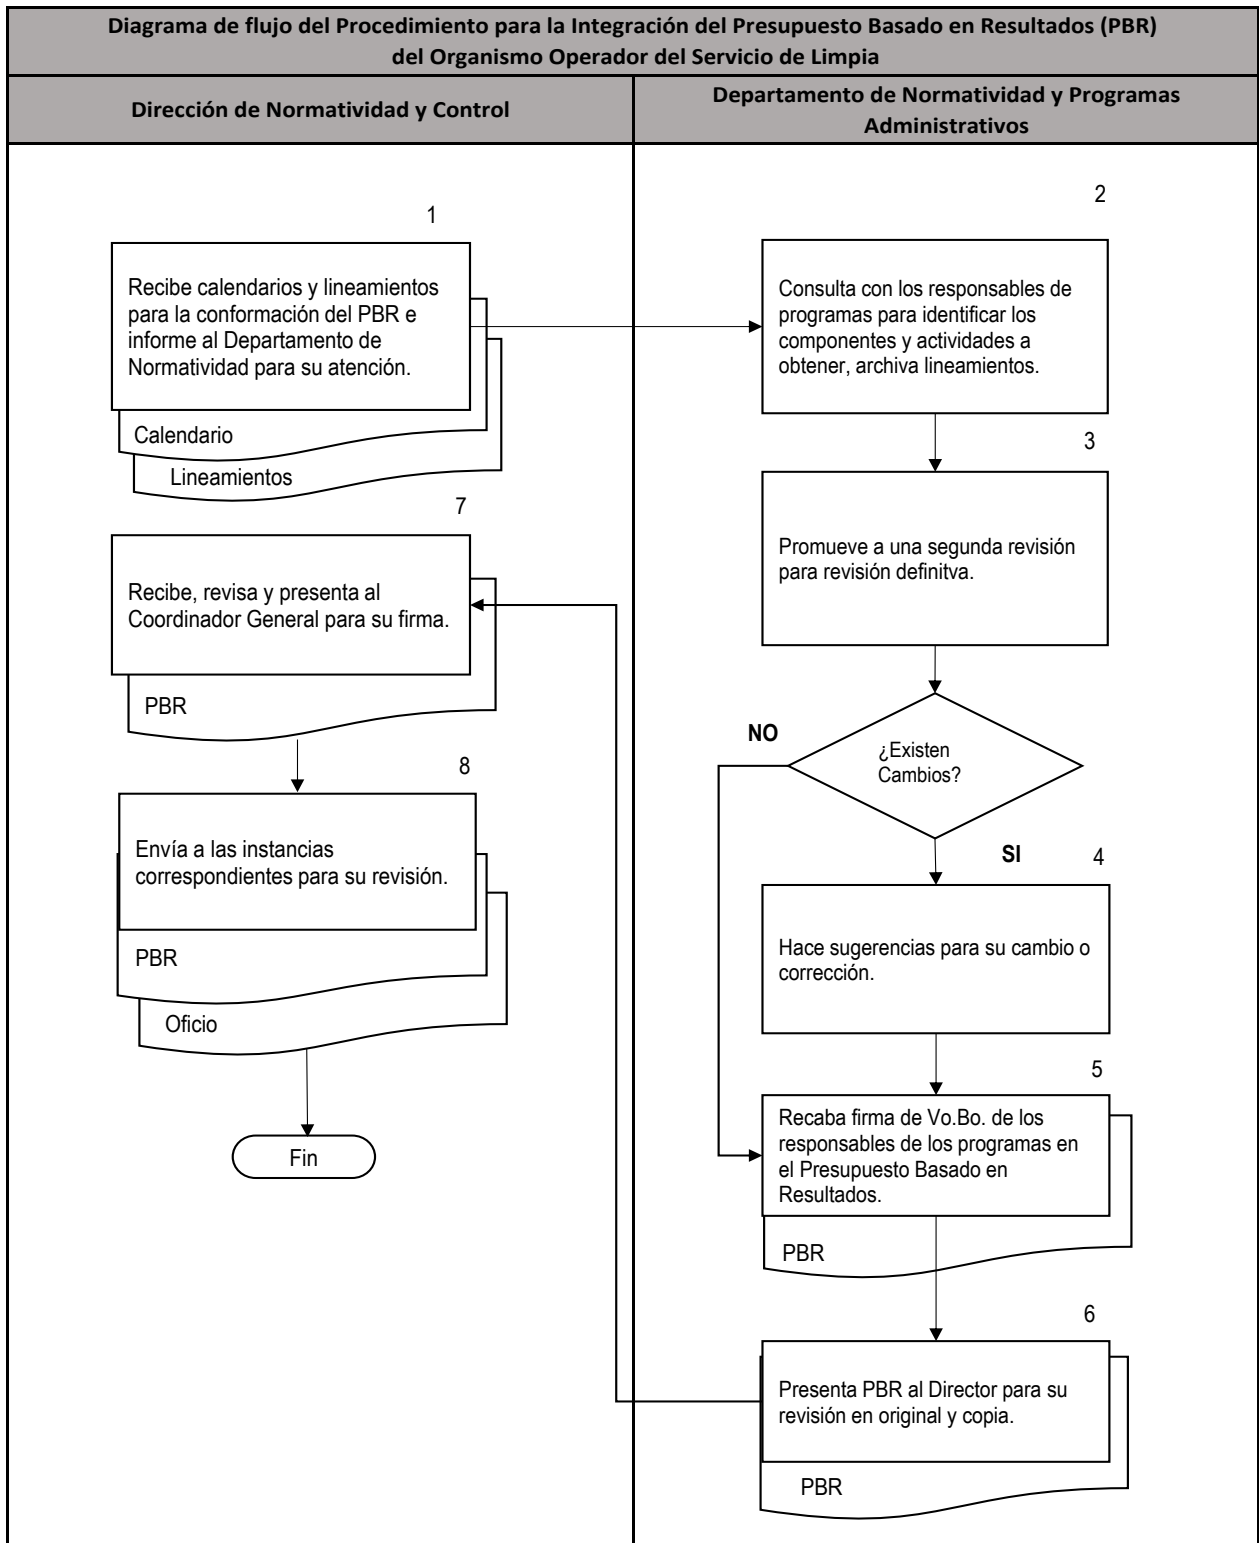 Diagrama de flujo del Procedimiento para la Integración del Presupuesto Basado en Resultados (PBR)
del Organismo Operador del Servicio de Limpia
Dirección de Normatividad y Control
Departamento de Normatividad y Programas
Administrativos
1
Recibe calendarios y lineamientos
para la conformación del PBR e
informe al Departamento de
Normatividad para su atención.
Calendario
Lineamientos
2
Consulta con los responsables de
programas para identificar los
componentes y actividades a
obtener, archiva lineamientos.
3
Promueve a una segunda revisión
para revisión definitva.
¿Existen
Cambios?
NO
SI
4
Hace sugerencias para su cambio o
corrección.
5
Recaba firma de Vo.Bo. de los
responsables de los programas en
el Presupuesto Basado en
Resultados.
PBR
6
Presenta PBR al Director para su
revisión en original y copia.
PBR
7
Recibe, revisa y presenta al
Coordinador General para su firma.
PBR
8
Envía a las instancias
correspondientes para su revisión.
PBR
Oficio
Fin